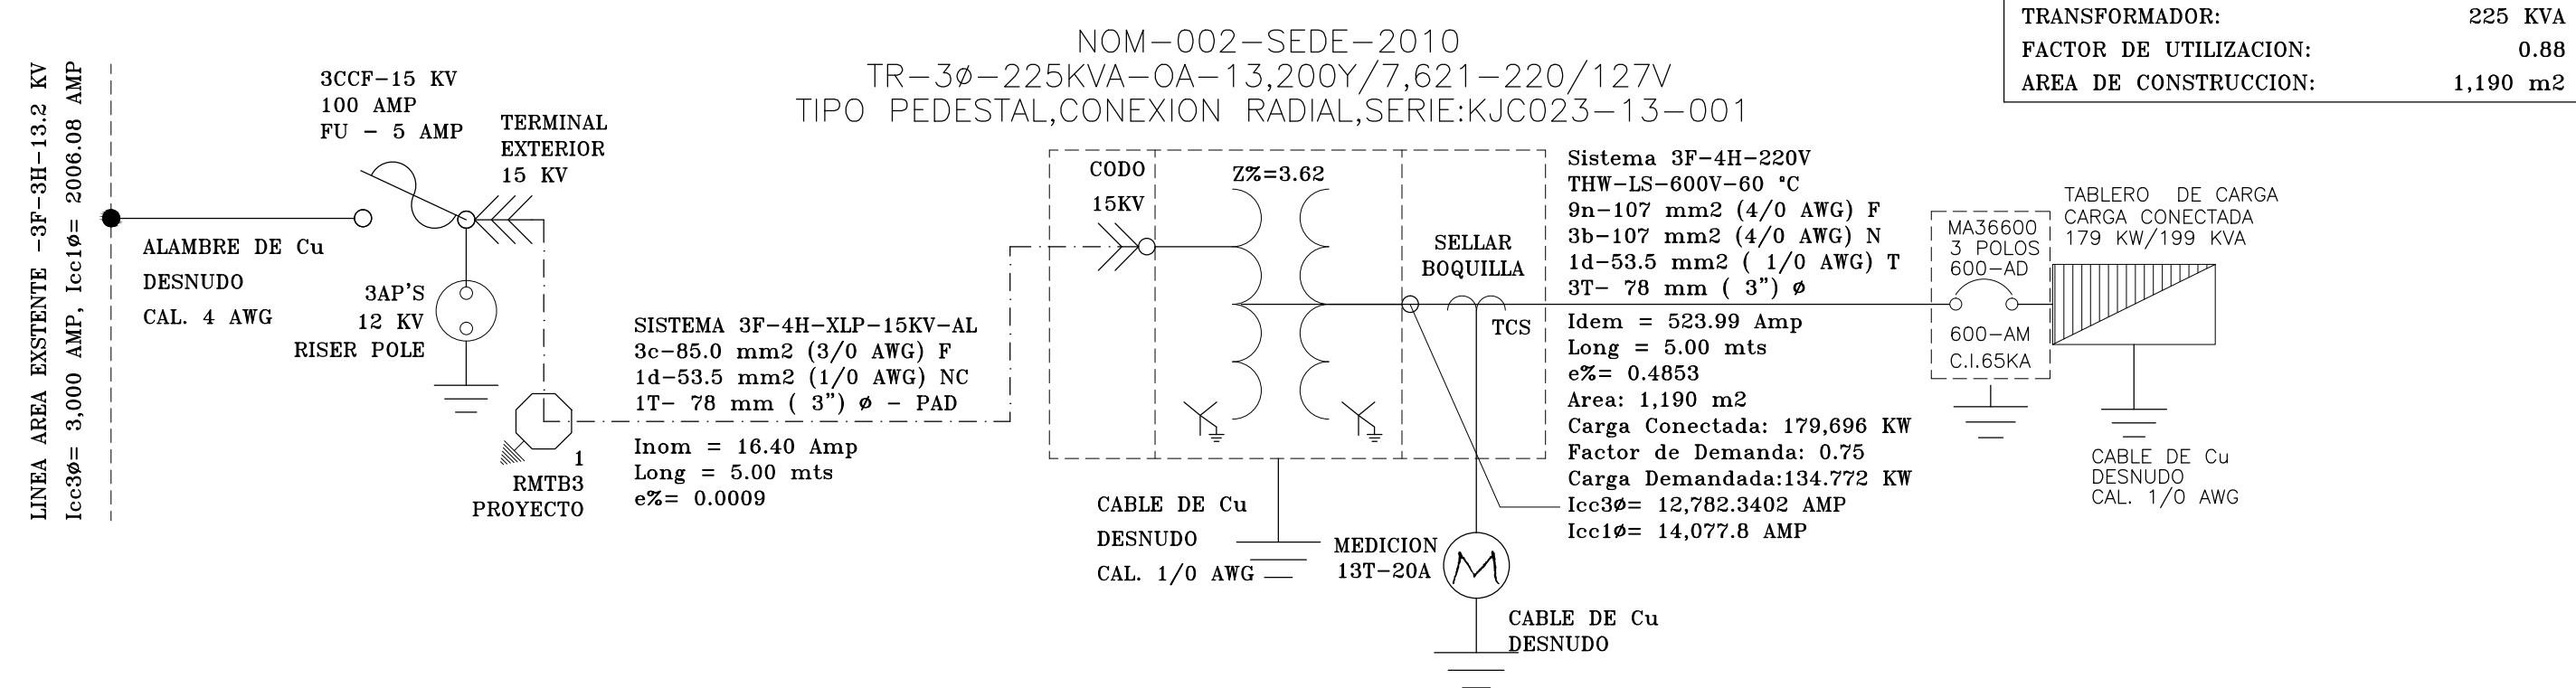 TRANSFORMADOR: 225 KVA
FACTOR DE UTILIZACION: 0.88
AREA DE CONSTRUCCION: 1,190 m2
NOM-002-SEDE-2010
TR-3ø-225KVA-OA-13,200Y/7,621-220/127V
TIPO PEDESTAL,CONEXION RADIAL,SERIE:KJC023-13-001
LINEA AREA EXSTENTE -3F-3H-13.2 KV
Icc3ø= 3,000 AMP, Icc1ø= 2006.08 AMP
3CCF-15 KV
100 AMP
FU - 5 AMP
TERMINAL
EXTERIOR
15 KV
ALAMBRE DE Cu
DESNUDO
CAL. 4 AWG
3AP'S
12 KV
RISER POLE
1
RMTB3
PROYECTO
SISTEMA 3F-4H-XLP-15KV-AL
3c-85.0 mm2 (3/0 AWG) F
1d-53.5 mm2 (1/0 AWG) NC
1T- 78 mm ( 3") ø - PAD
Inom = 16.40 Amp
Long = 5.00 mts
e%= 0.0009
CODO
15KV
Z%=3.62
SELLAR
BOQUILLA
TCS
CABLE DE Cu
DESNUDO
CAL. 1/0 AWG
MEDICION
13T-20A
M
CABLE DE Cu
DESNUDO
Sistema 3F-4H-220V
THW-LS-600V-60 °C
9n-107 mm2 (4/0 AWG) F
3b-107 mm2 (4/0 AWG) N
1d-53.5 mm2 ( 1/0 AWG) T
3T- 78 mm ( 3") ø
Idem = 523.99 Amp
Long = 5.00 mts
e%= 0.4853
Area: 1,190 m2
Carga Conectada: 179,696 KW
Factor de Demanda: 0.75
Carga Demandada:134.772 KW
Icc3ø= 12,782.3402 AMP
Icc1ø= 14,077.8 AMP
MA36600
3 POLOS
600-AD
600-AM
C.I.65KA
TABLERO DE CARGA
CARGA CONECTADA
179 KW/199 KVA
CABLE DE Cu
DESNUDO
CAL. 1/0 AWG